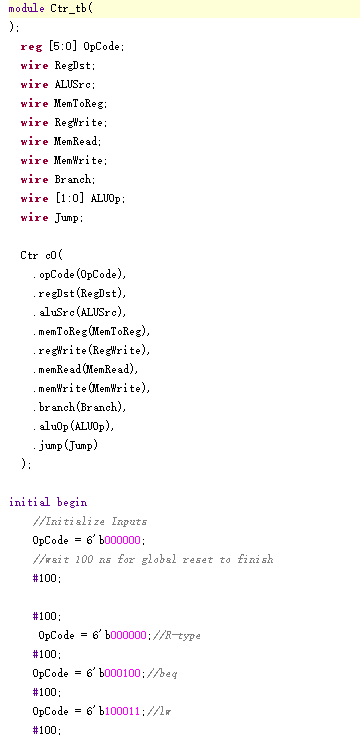 module Ctr_tb(
);
reg [5:0] OpCode;
wire RegDst;
wire ALUSrc;
wire MemToReg;
wire RegWrite;
wire MemRead;
wire MemWrite;
wire Branch;
wire [1:0] ALUOp;
wire Jump;
Ctr c0(
.opCode(OpCode),
.regDst(RegDst),
.aluSrc(ALUSrc),
.memToReg(MemToReg),
.regWrite(RegWrite),
.memRead(MemRead),
.memWrite(MemWrite),
.branch(Branch),
.aluOp(ALUOp),
.jump(Jump)
);
initial begin
//Initialize Inputs
OpCode = 6'b000000;
//wait 100 ns for global reset to finish
#100;
#100;
OpCode = 6'b000000;//R-type
#100;
OpCode = 6'b000100;//beq
#100;
OpCode = 6'b100011;//lw
#100;